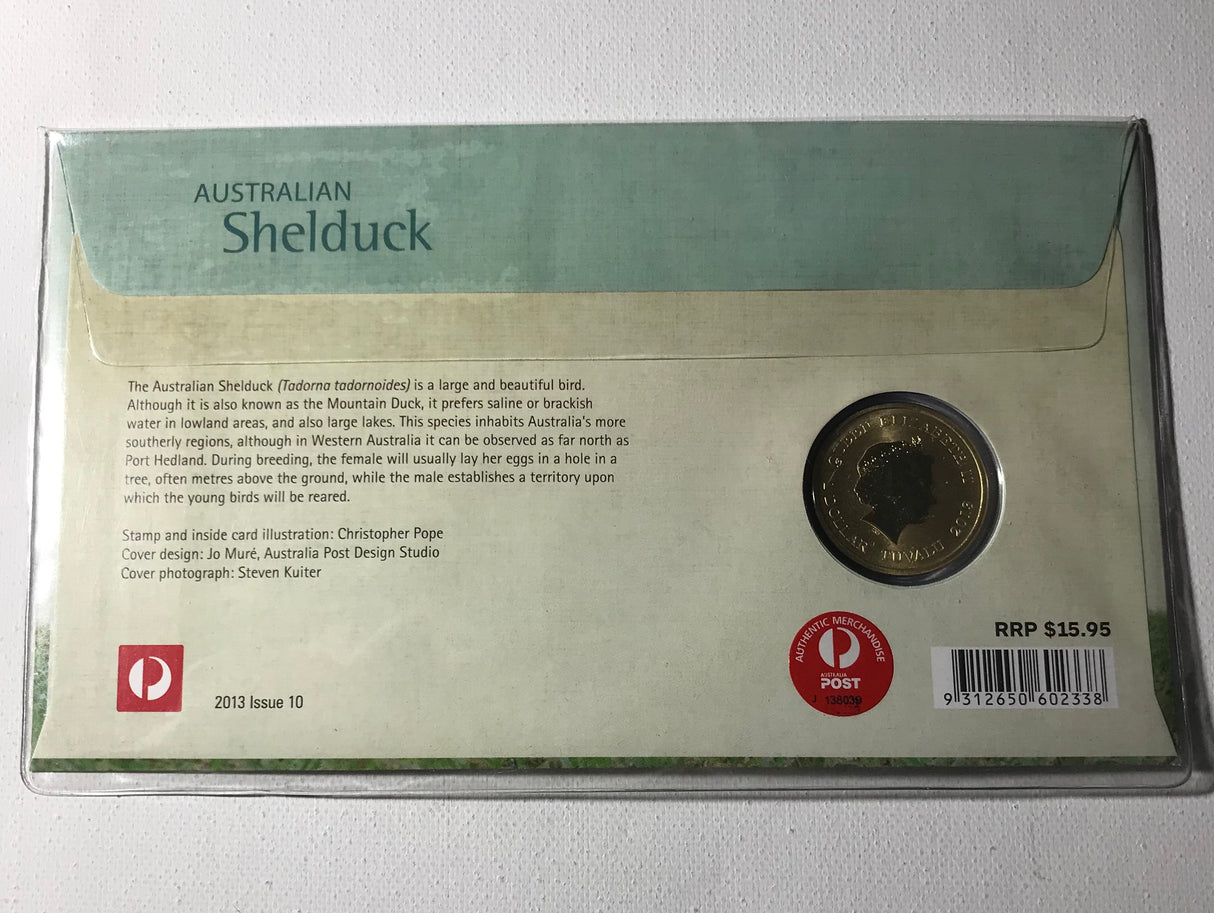 AUSTRALIAN
Shelduck
The Australian Shelduck (Tadorna tadornoides) is a large and beautiful bird.
Although it is also known as the Mountain Duck, it prefers saline or brackish
water in lowland areas, and also large lakes. This species inhabits Australia's more
southerly regions, although in Western Australia it can be observed as far north as
Port Hedland. During breeding, the female will usually lay her eggs in a hole in a
tree, often metres above the ground, while the male establishes a territory upon
which the young birds will be reared.
Stamp and inside card illustration: Christopher Pope
Cover design: Jo Muré, Australia Post Design Studio
Cover photograph: Steven Kuiter
2013 Issue 10
QUEEN ELIZABETH II 2013 TUVALU 1 DOLLAR
AUTHENTIC MERCHANDISE
AUSTRALIA
POST
RRP $15.95
9 312650 602338